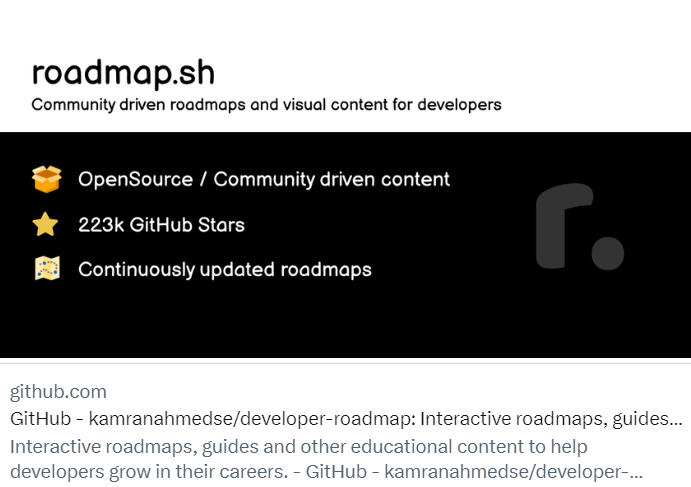 roadmap.sh
Community driven roadmaps and visual content for developers
OpenSource / Community driven content
223k GitHub Stars
Continuously updated roadmaps
r.
github.com
GitHub - kamranahmedse/developer-roadmap: Interactive roadmaps, guides...
Interactive roadmaps, guides and other educational content to help
developers grow in their careers. - GitHub - kamranahmedse/developer-...